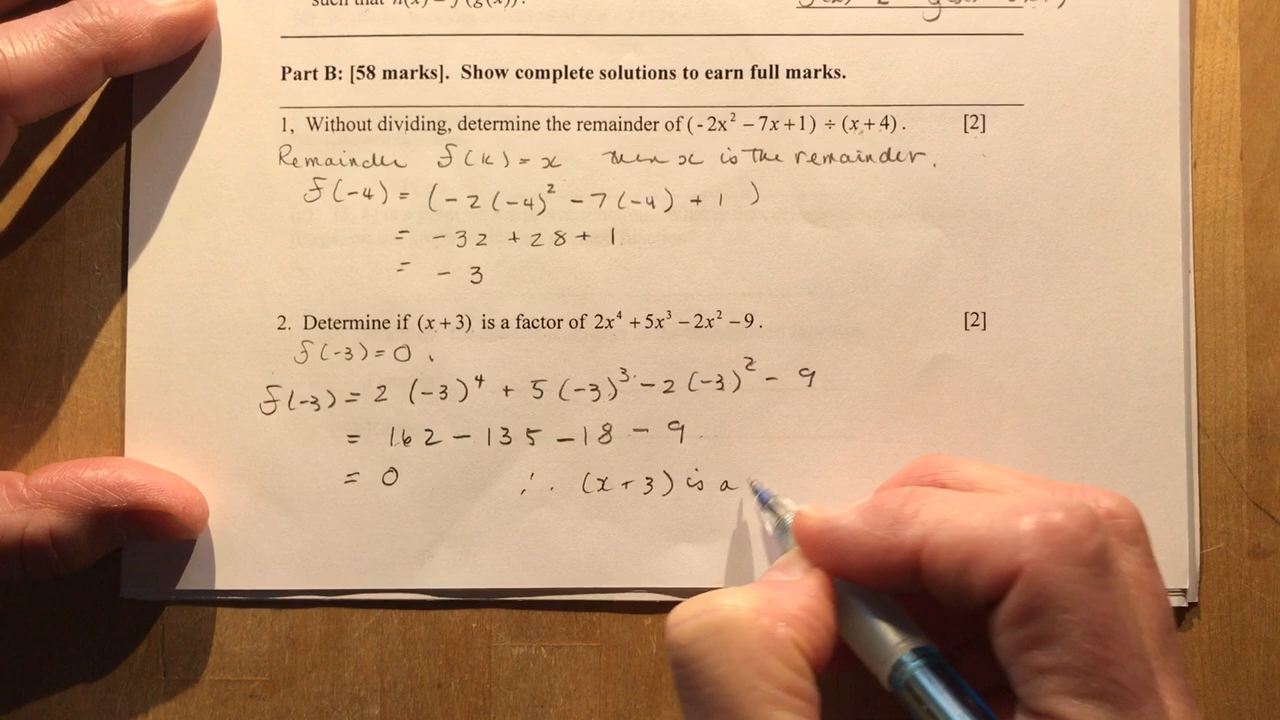 such that h(x) = f(g(x)).
Part B: [58 marks]. Show complete solutions to earn full marks.
1, Without dividing, determine the remainder of (-2x² – 7x+1) ÷ (x+4). [2]
Remainder f(k) = x then x is the remainder.
f(-4) = (-2(-4)² -7(-4) + 1 )
= -32 +28+ 1
= - 3
2. Determine if (x+3) is a factor of 2x⁴ +5x³ –2x² –9. [2]
f(-3)=0.
f(-3) = 2 (-3)⁴ + 5 (-3)³ -2 (-3)² - 9
= 162 - 135 -18 - 9
= 0 ∴ (x+3) is a